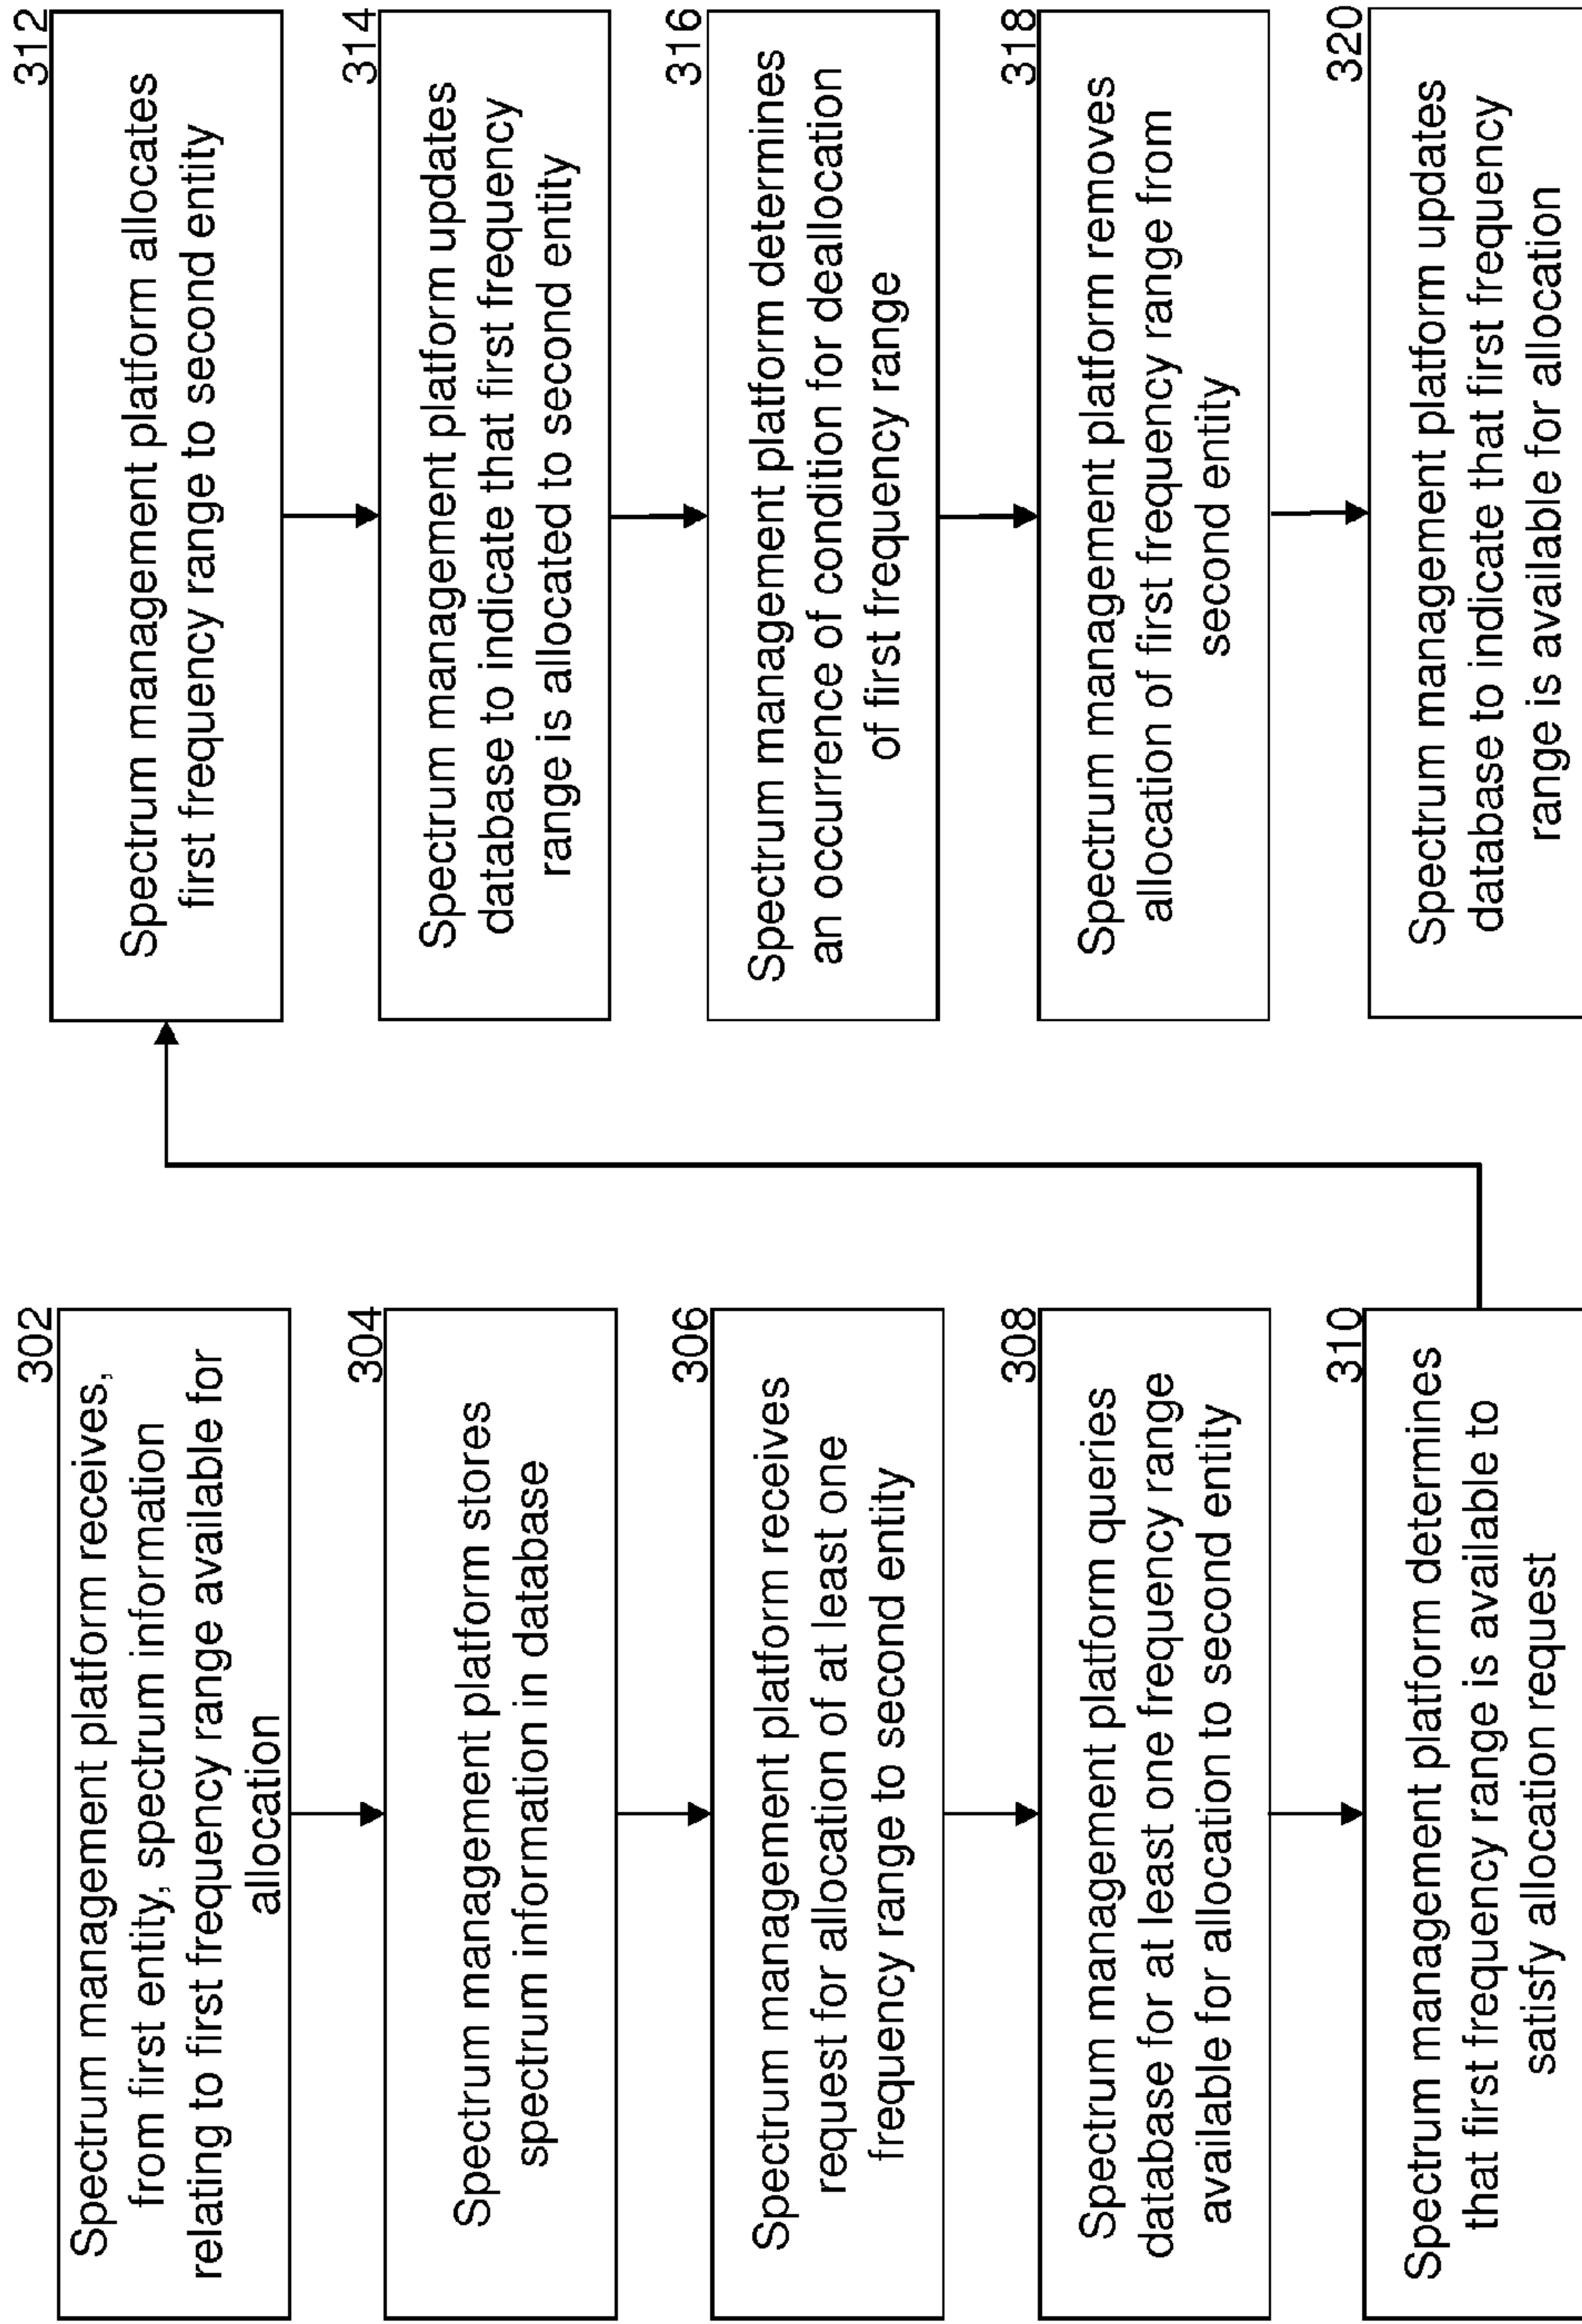 302
Spectrum management platform receives,
from first entity, spectrum information
relating to first frequency range available for
allocation
304
Spectrum management platform stores
spectrum information in database
306
Spectrum management platform receives
request for allocation of at least one
frequency range to second entity
308
Spectrum management platform queries
database for at least one frequency range
available for allocation to second entity
310
Spectrum management platform determines
that first frequency range is available to
satisfy allocation request
312
Spectrum management platform allocates
first frequency range to second entity
314
Spectrum management platform updates
database to indicate that first frequency
range is allocated to second entity
316
Spectrum management platform determines
an occurrence of condition for deallocation
of first frequency range
318
Spectrum management platform removes
allocation of first frequency range from
second entity
320
Spectrum management platform updates
database to indicate that first frequency
range is available for allocation